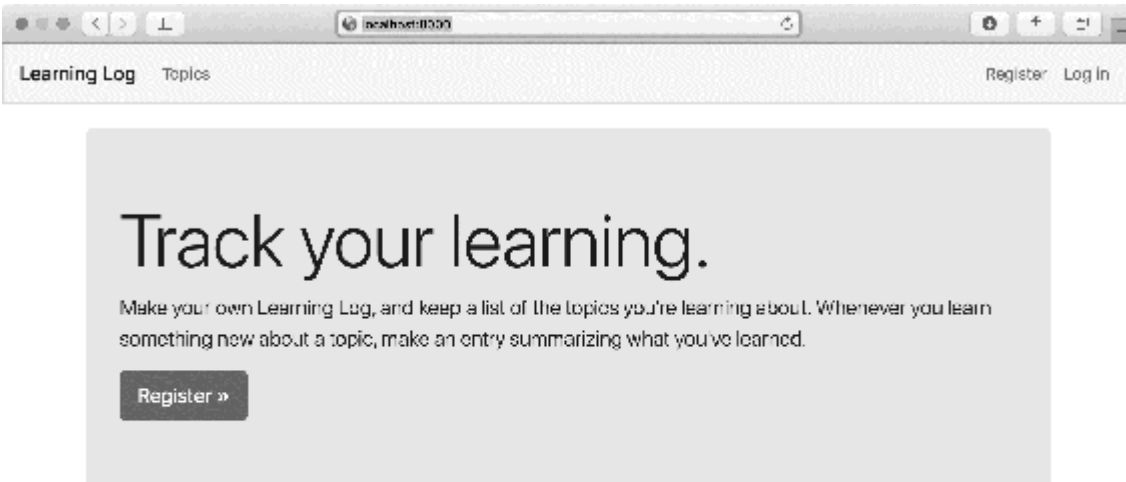 localhost:8000
Learning Log Topics Register Log in
Track your learning.
Make your own Learning Log, and keep a list of the topics you're learning about. Whenever you learn
something new about a topic, make an entry summarizing what you've learned.
Register »